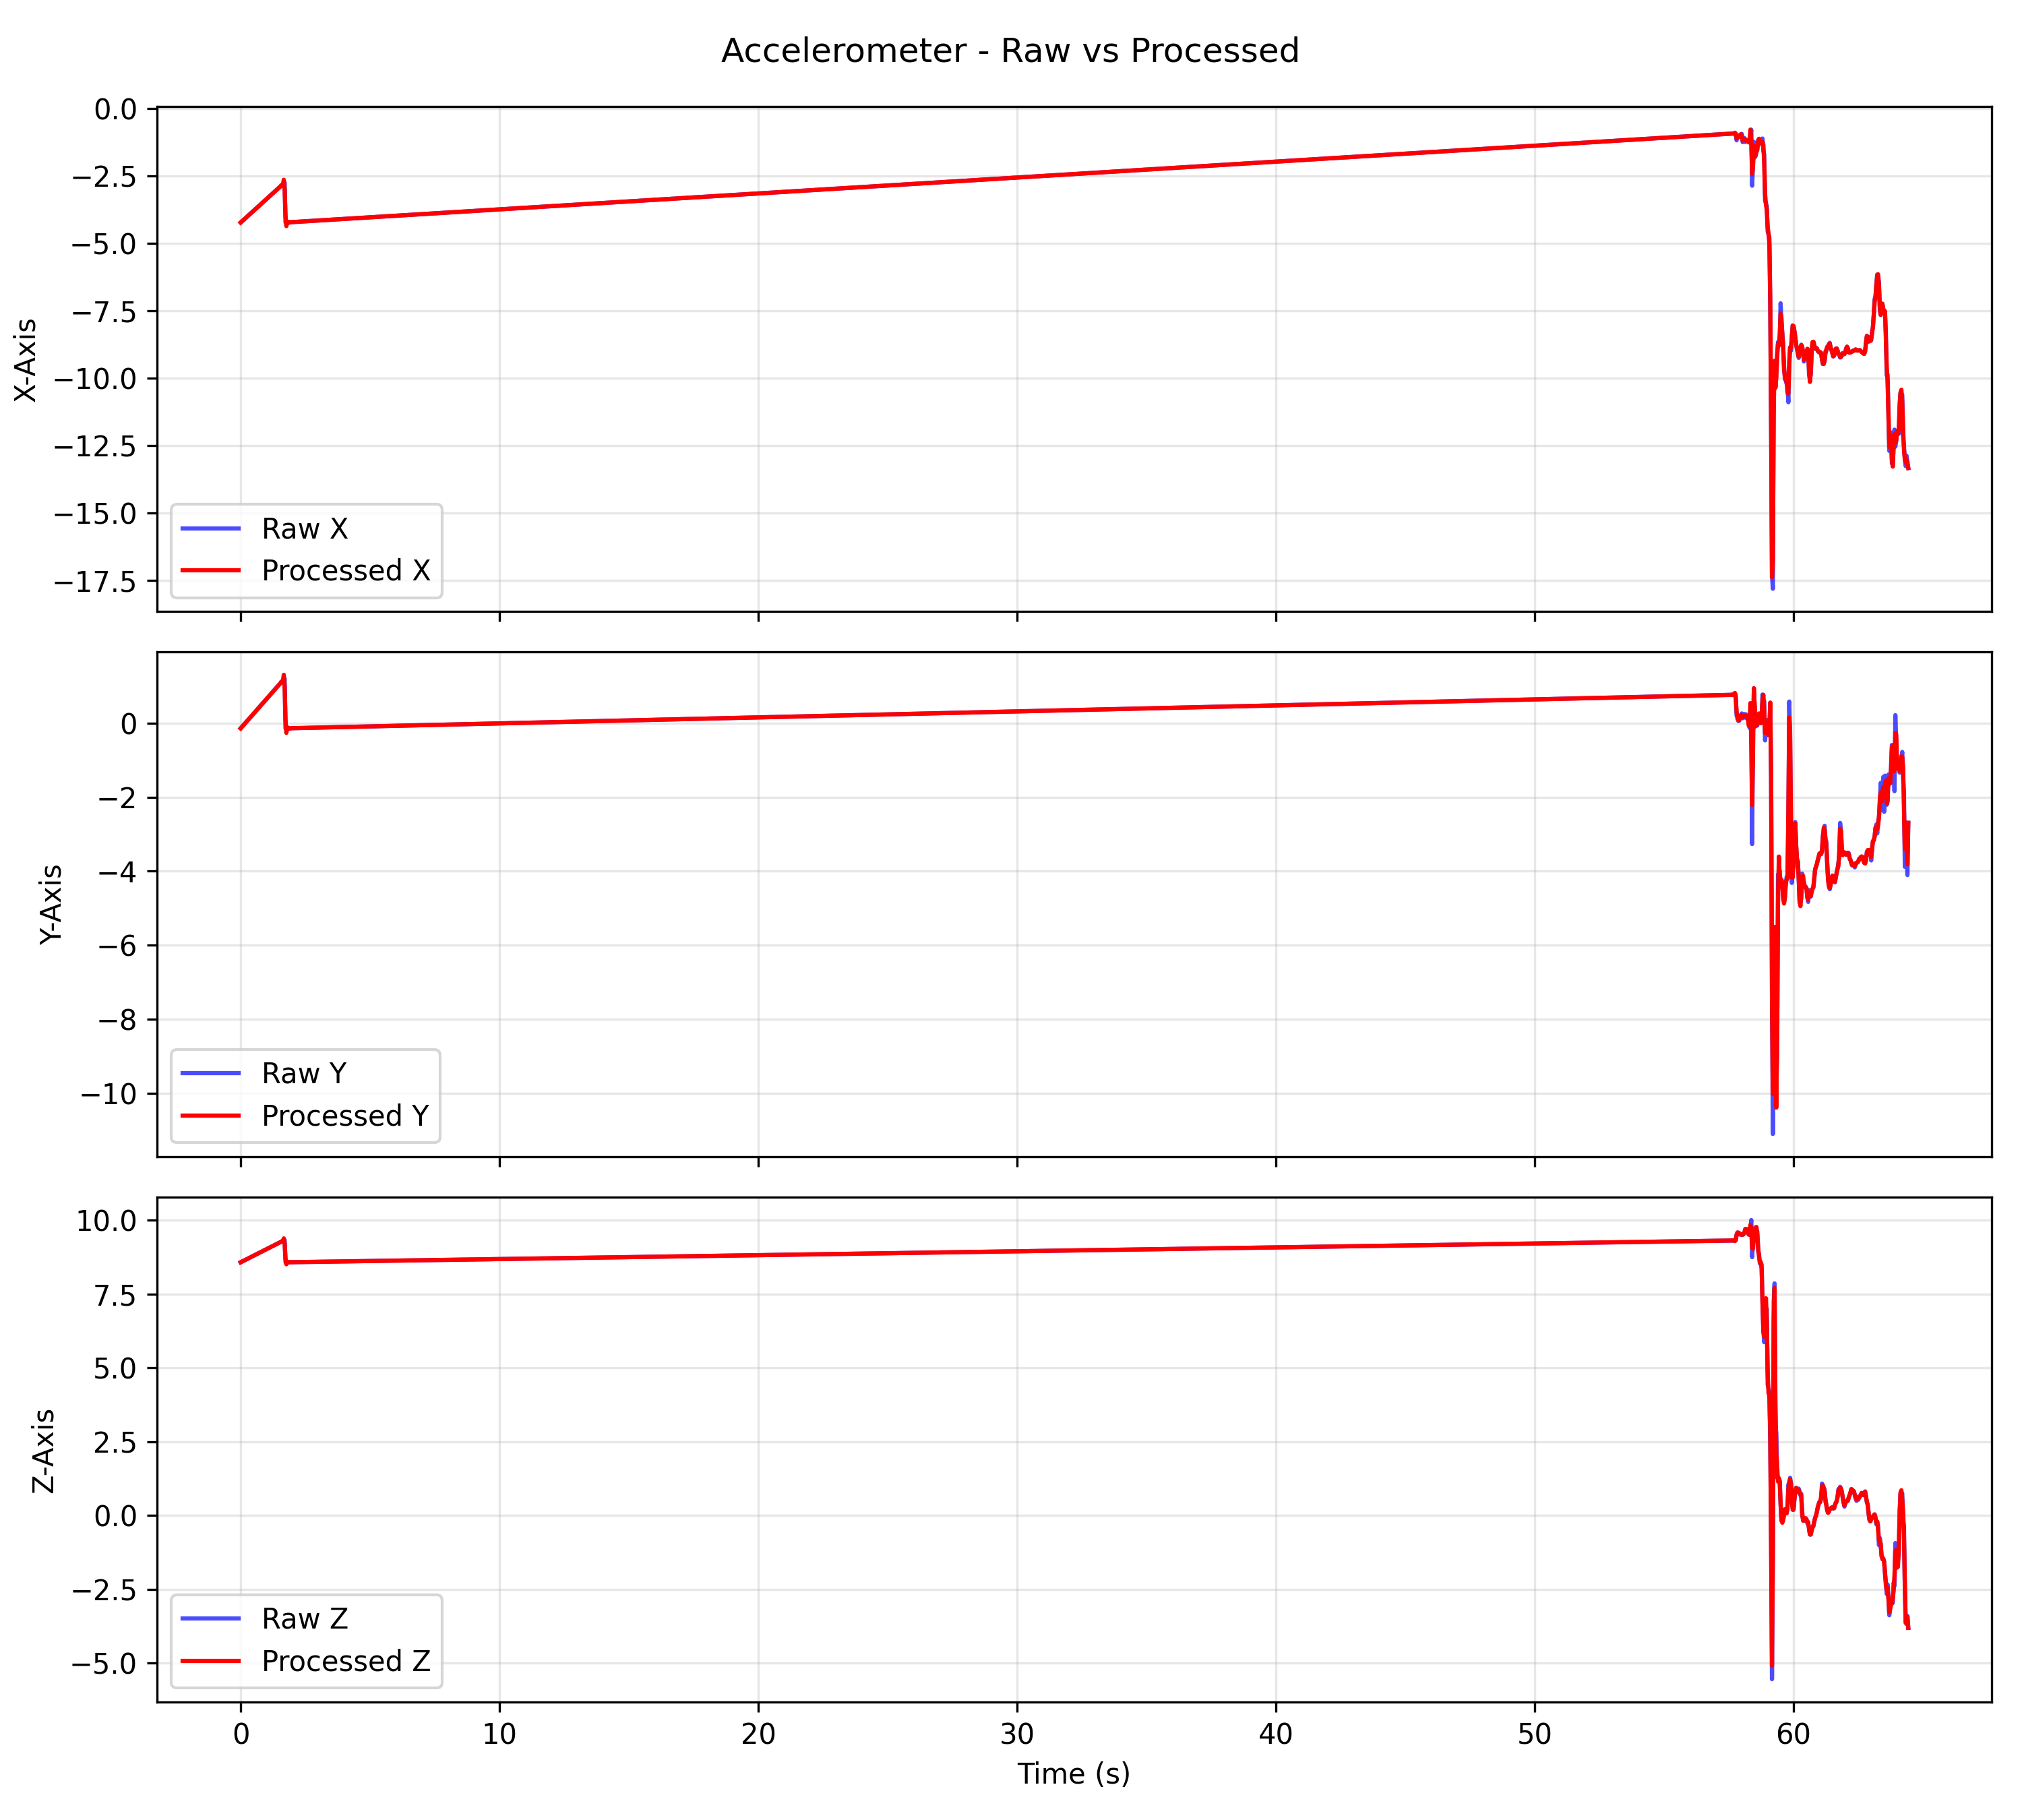 Accelerometer - Raw vs Processed
X-Axis
0.0
−2.5
−5.0
−7.5
−10.0
−12.5
−15.0
−17.5
Raw X
Processed X
Y-Axis
0
−2
−4
−6
−8
−10
Raw Y
Processed Y
Z-Axis
10.0
7.5
5.0
2.5
0.0
−2.5
−5.0
Raw Z
Processed Z
0 10 20 30 40 50 60
Time (s)